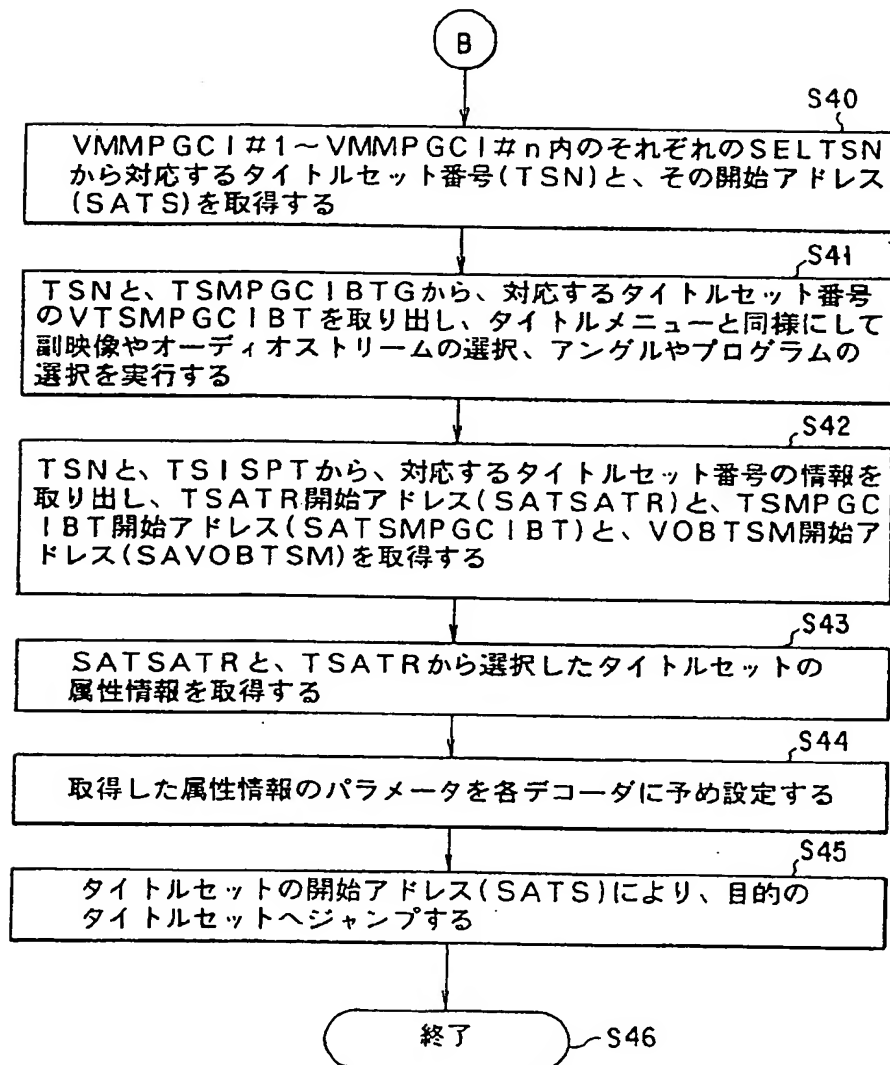 B
S40
VMMPGCI#1~VMMPGCI#n内のそれぞれのSELTSN
から対応するタイトルセット番号(TSN)と、その開始アドレス
(SATS)を取得する
S41
TSNと、TSMPGCIBTGから、対応するタイトルセット番号
のVTSMPGCIBTを取り出し、タイトルメニューと同様にして
副映像やオーディオストリームの選択、アングルやプログラムの
選択を実行する
S42
TSNと、TSISPTから、対応するタイトルセット番号の情報を
取り出し、TSATR開始アドレス(SATSATR)と、TSMPGC
IBT開始アドレス(SATSMPGCIBT)と、VOBTSM開始ア
ドレス(SAVOBTSM)を取得する
S43
SATSATRと、TSATRから選択したタイトルセットの
属性情報を取得する
S44
取得した属性情報のパラメータを各デコーダに予め設定する
S45
タイトルセットの開始アドレス(SATS)により、目的の
タイトルセットへジャンプする
終了
S46